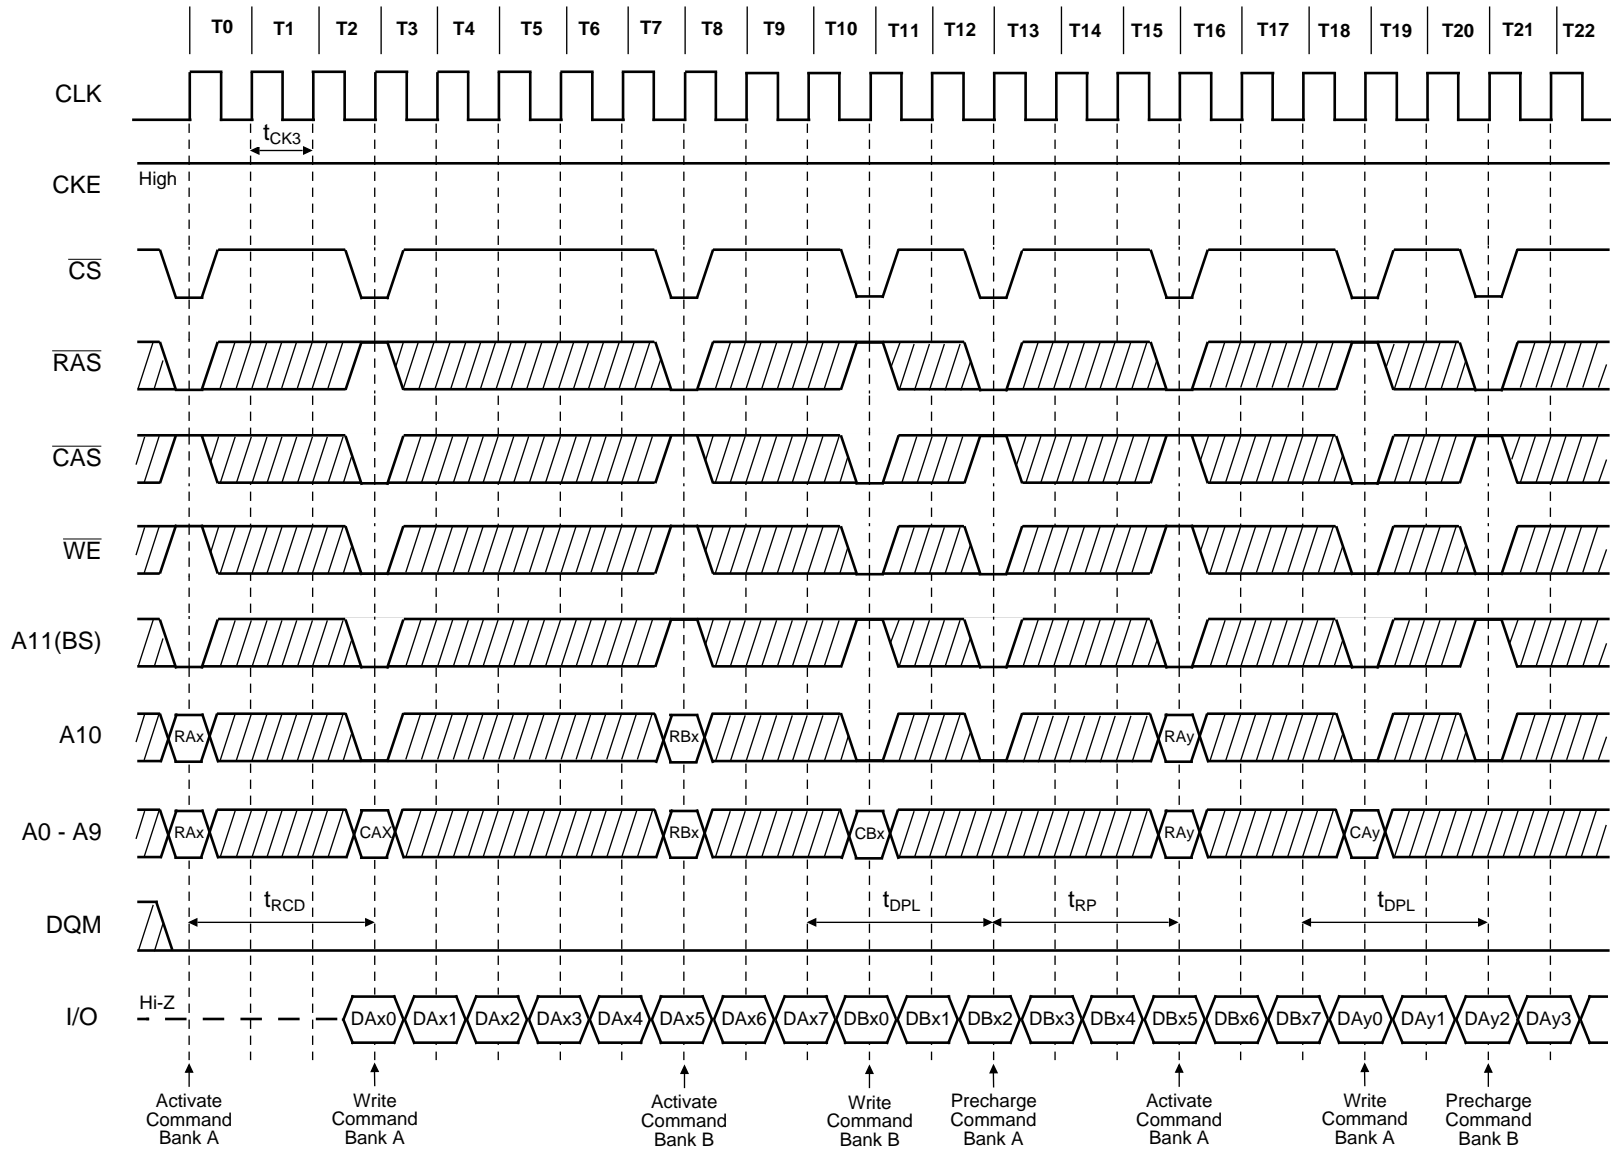 T0 T1 T2 T3 T4 T5 T6 T7 T8 T9 T10 T11 T12 T13 T14 T15 T16 T17 T18 T19 T20 T21 T22
CLK
tCK3
CKE High
CS
RAS
CAS
WE
A11(BS)
A10 RAx RBx RAy
A0 - A9 RAx CAX RBx CBx RAy CAy
DQM tRCD tDPL tRP tDPL
I/O Hi-Z DAx0 DAx1 DAx2 DAx3 DAx4 DAx5 DAx6 DAx7 DBx0 DBx1 DBx2 DBx3 DBx4 DBx5 DBx6 DBx7 DAy0 DAy1 DAy2 DAy3
Activate
Command
Bank A
Write
Command
Bank A
Activate
Command
Bank B
Write
Command
Bank B
Precharge
Command
Bank A
Activate
Command
Bank A
Write
Command
Bank A
Precharge
Command
Bank B